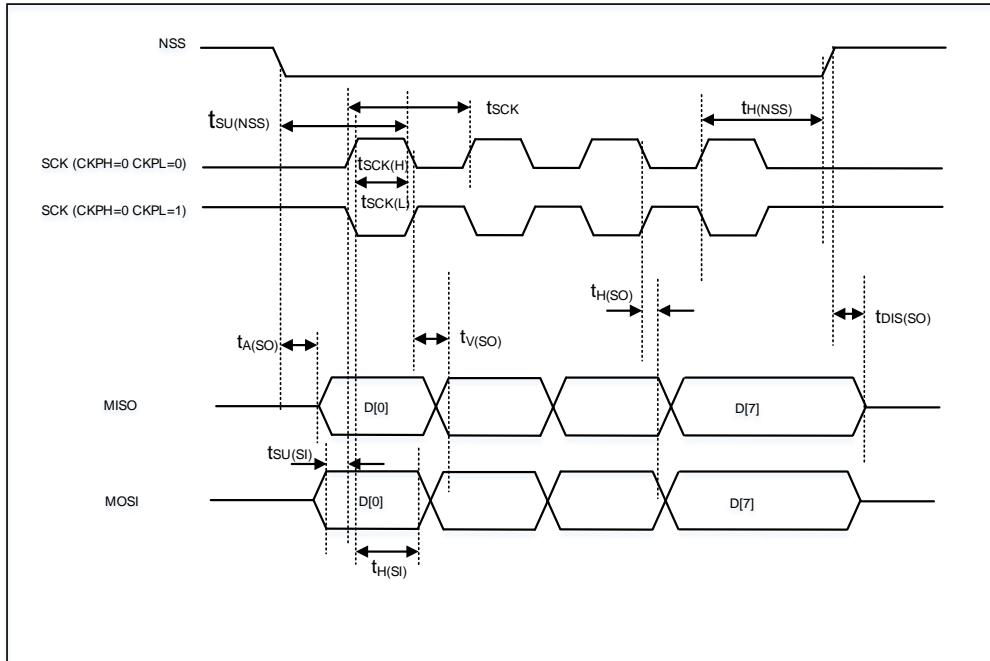 NSS
tSCK
tSU(NSS)
tH(NSS)
SCK (CKPH=0 CKPL=0)
tSCK(H)
tSCK(L)
SCK (CKPH=0 CKPL=1)
tH(SO)
tDIS(SO)
tV(SO)
tA(SO)
MISO
D[0]
D[7]
tSU(SI)
MOSI
D[0]
D[7]
tH(SI)